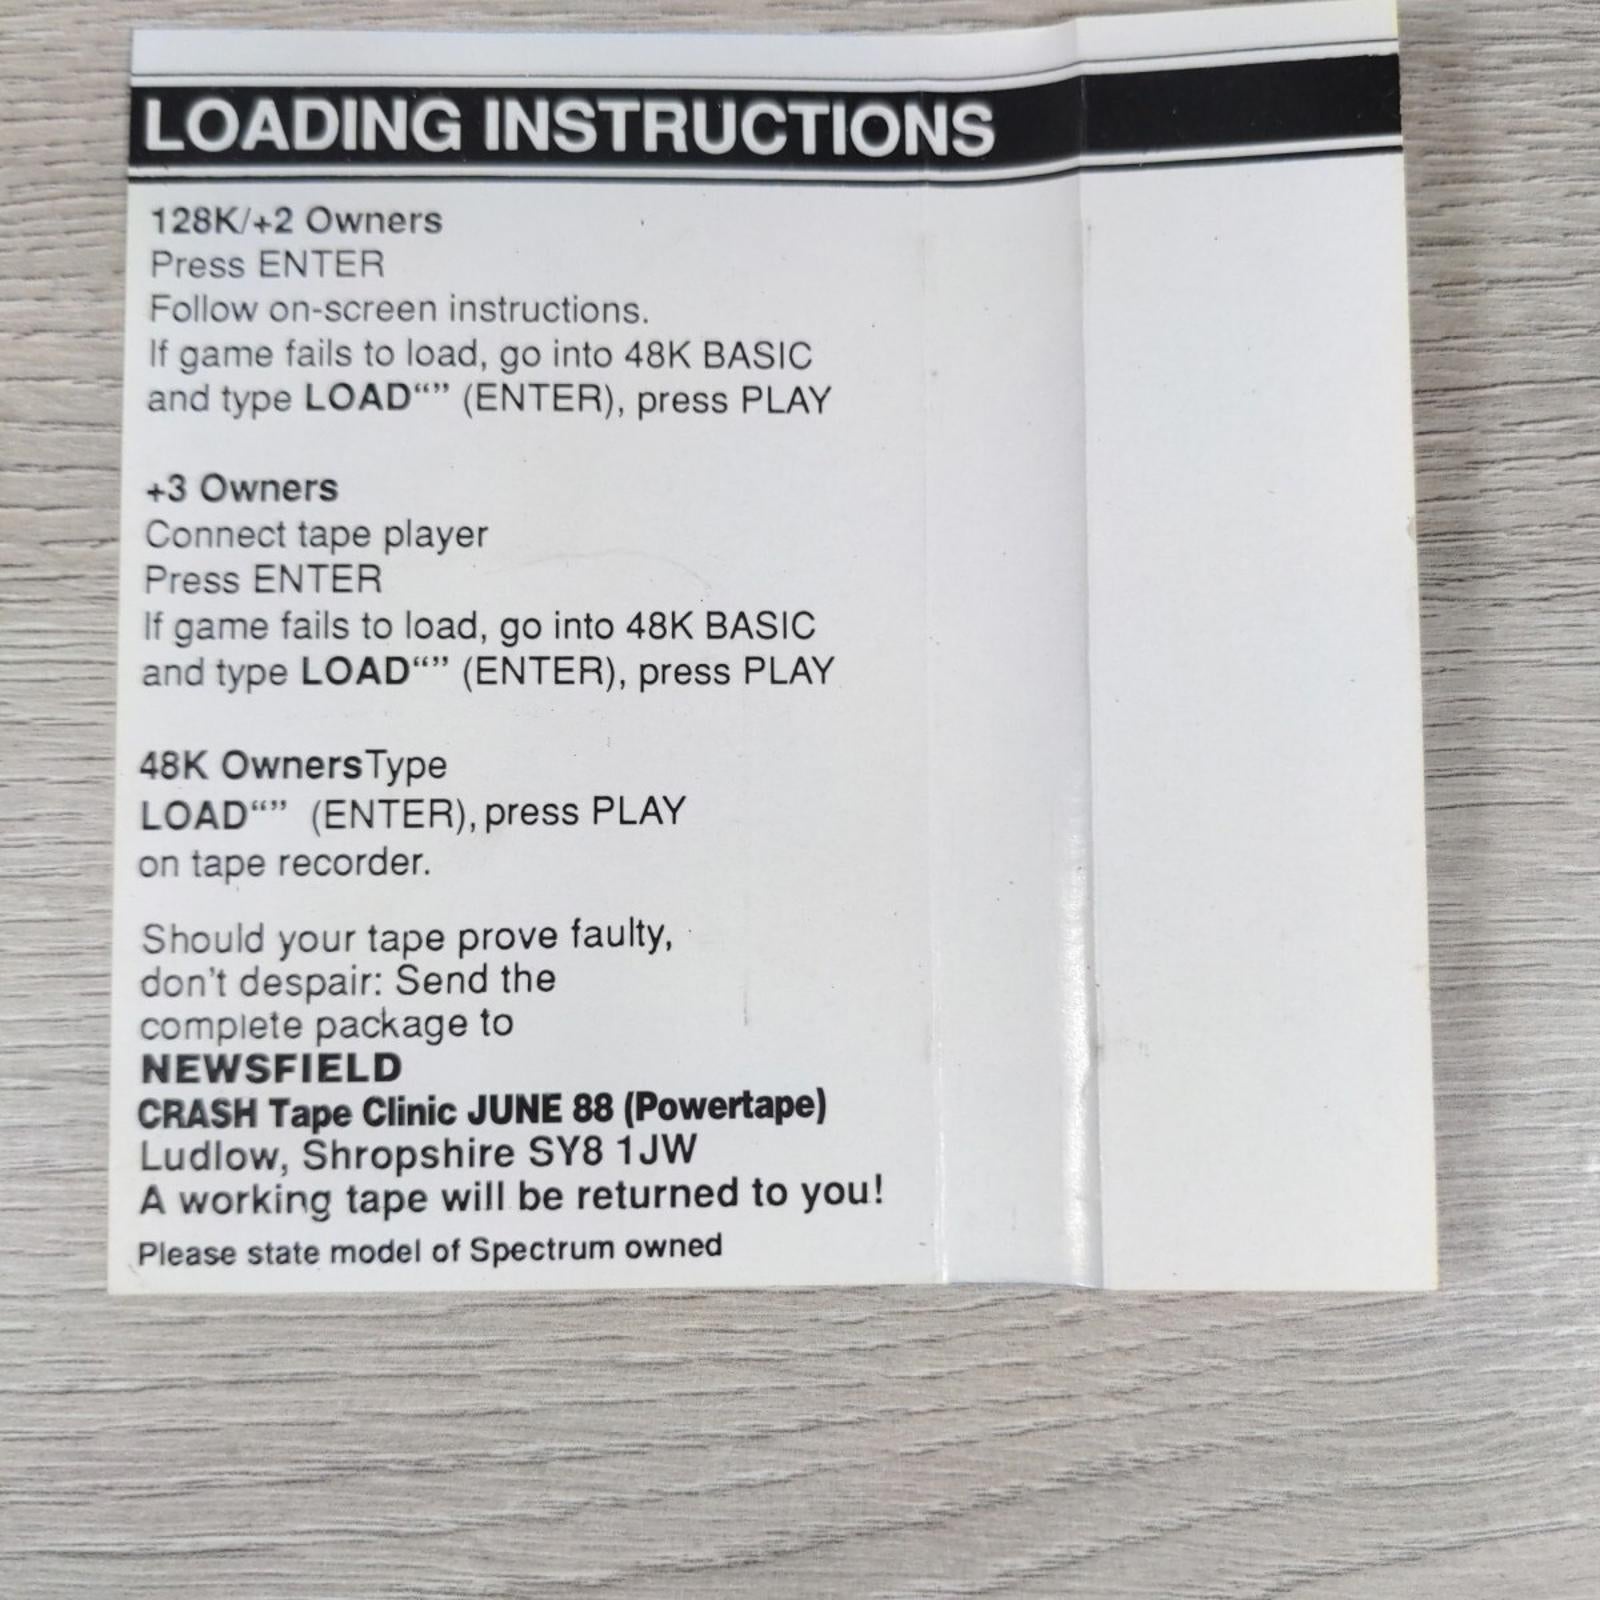 LOADING INSTRUCTIONS
128K/+2 Owners
Press ENTER
Follow on-screen instructions.
If game fails to load, go into 48K BASIC
and type LOAD“” (ENTER), press PLAY
+3 Owners
Connect tape player
Press ENTER
If game fails to load, go into 48K BASIC
and type LOAD“” (ENTER), press PLAY
48K Owners Type
LOAD“” (ENTER), press PLAY
on tape recorder.
Should your tape prove faulty,
don't despair: Send the
complete package to
NEWSFIELD
CRASH Tape Clinic JUNE 88 (Powertape)
Ludlow, Shropshire SY8 1JW
A working tape will be returned to you!
Please state model of Spectrum owned